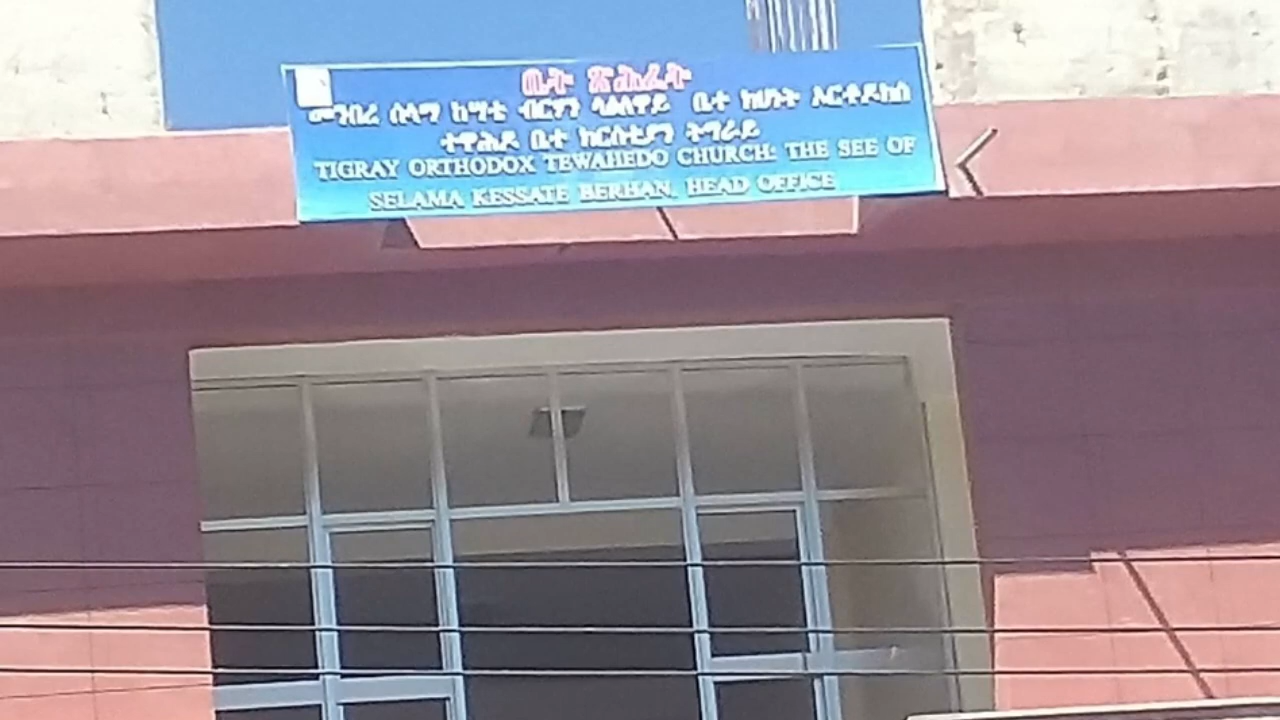 ቤት ጽሕፈት
መንበረ ሰላማ ከሣቴ ብርሃን ሳልሳዊ ቤተ ክህነት ኦርቶዶክስ
ተዋሕዶ ቤተ ክርስቲያን ትግራይ
TIGRAY ORTHODOX TEWAHEDO CHURCH: THE SEE OF
SELAMA KESSATE BERHAN, HEAD OFFICE